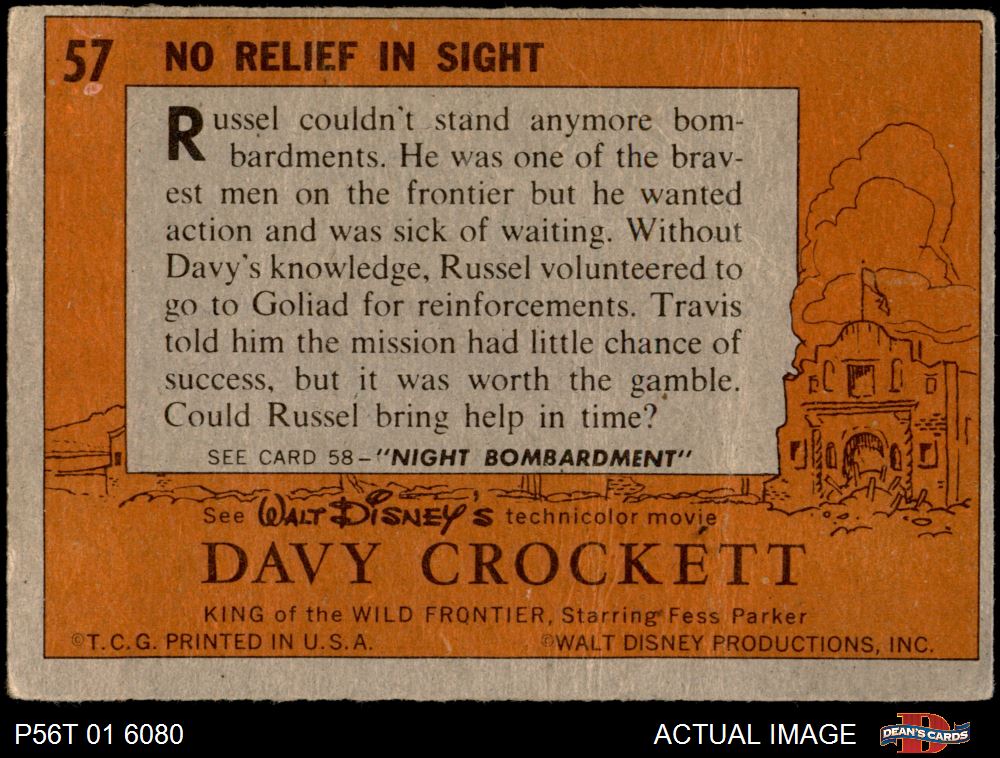 57 NO RELIEF IN SIGHT
Russel couldn't stand anymore bom-
bardments. He was one of the brav-
est men on the frontier but he wanted
action and was sick of waiting. Without
Davy's knowledge, Russel volunteered to
go to Goliad for reinforcements. Travis
told him the mission had little chance of
success, but it was worth the gamble.
Could Russel bring help in time?
SEE CARD 58-"NIGHT BOMBARDMENT"
See WALT DISNEY'S technicolor movie
DAVY CROCKETT
KING of the WILD FRONTIER, Starring Fess Parker
©T.C.G. PRINTED IN U.S.A. ©WALT DISNEY PRODUCTIONS, INC.
P56T 01 6080 ACTUAL IMAGE DEAN'S CARDS